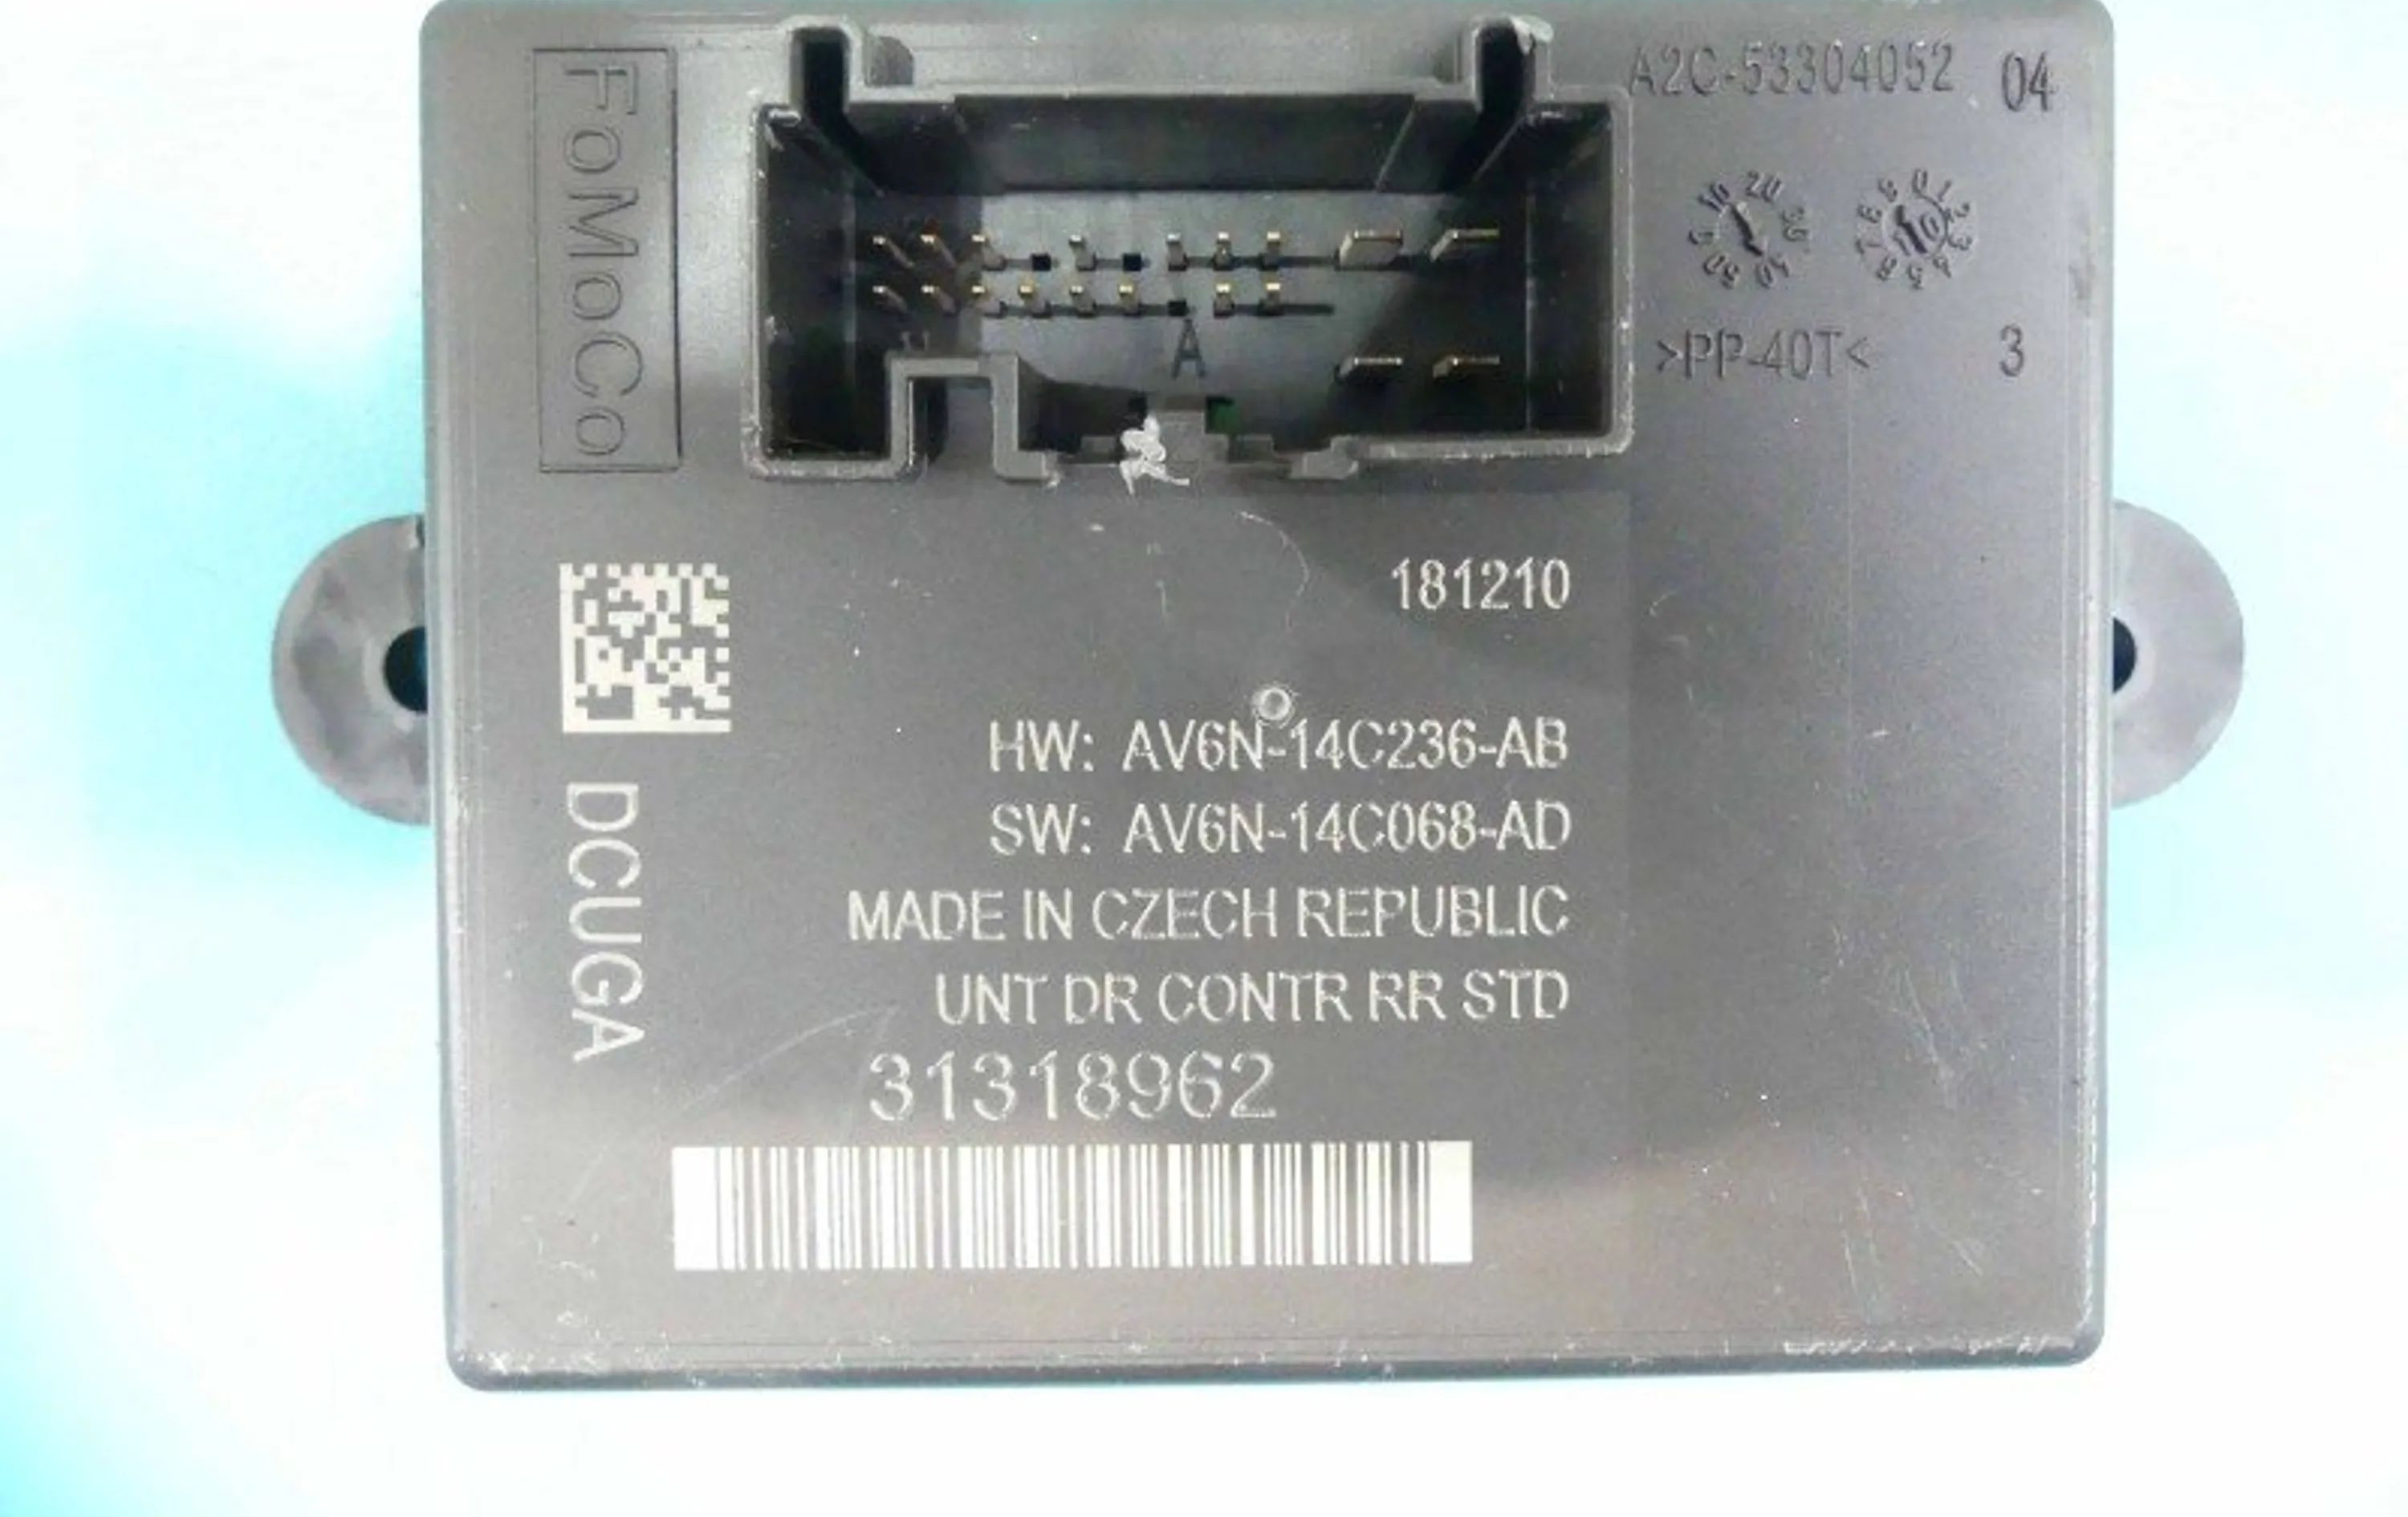 FoMoCo
A2C-53304052 04
>PP-40T< 3
A
181210
HW: AV6N-14C236-AB
SW: AV6N-14C068-AD
MADE IN CZECH REPUBLIC
UNT DR CONTR RR STD
31318962
DCUGA